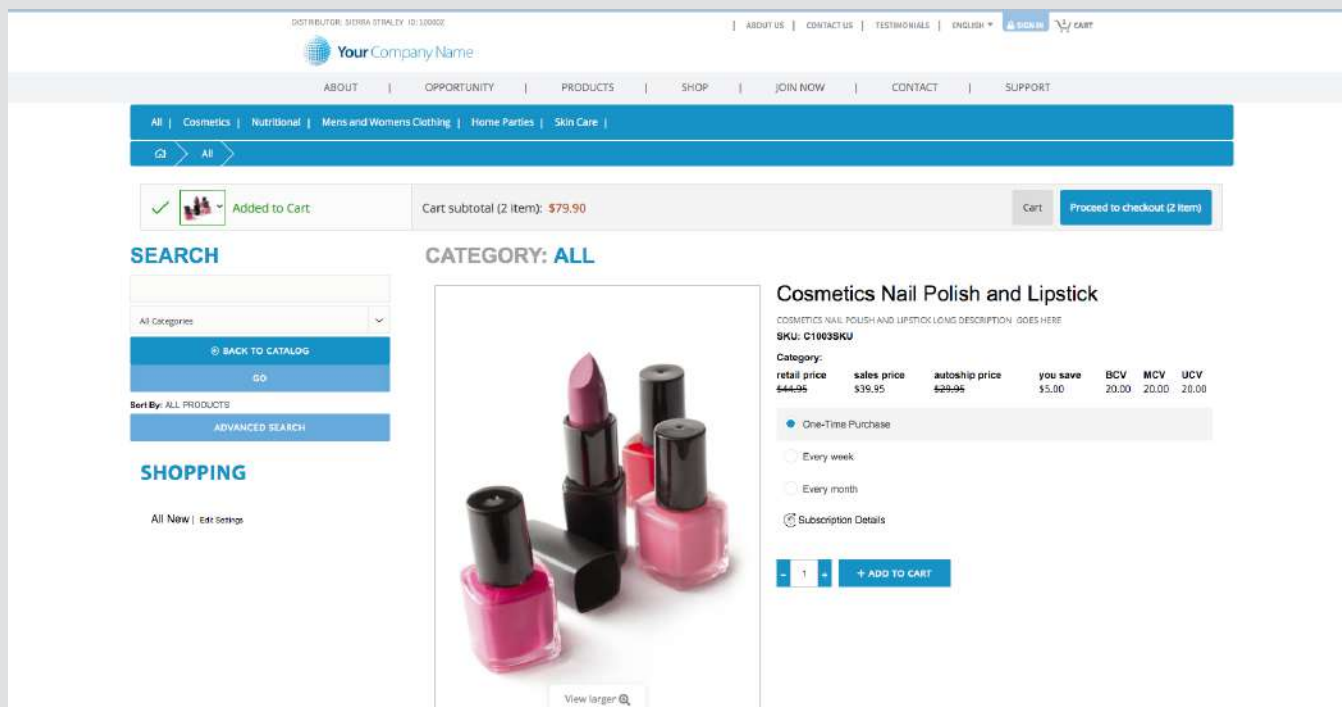 DISTRIBUTOR: SIERRA STRALEY ID:100002
| ABOUT US | CONTACT US | TESTIMONIALS | ENGLISH SIGN IN CART
Your Company Name
ABOUT | OPPORTUNITY | PRODUCTS | SHOP | JOIN NOW | CONTACT | SUPPORT
All | Cosmetics | Nutritional | Mens and Womens Clothing | Home Parties | Skin Care |
All
Added to Cart
Cart subtotal (2 item): $79.90
Cart
Proceed to checkout (2 item)
SEARCH
All Categories
BACK TO CATALOG
GO
Sort By: ALL PRODUCTS
ADVANCED SEARCH
SHOPPING
All New | Edit Settings
CATEGORY: ALL
View larger
Cosmetics Nail Polish and Lipstick
COSMETICS NAIL POLISH AND LIPSTICK LONG DESCRIPTION GOES HERE
SKU: C1003SKU
Category:
retail price sales price autoship price you save BCV MCV UCV
$44.95 $39.95 $29.95 $5.00 20.00 20.00 20.00
One-Time Purchase
Every week
Every month
Subscription Details
- 1 + + ADD TO CART